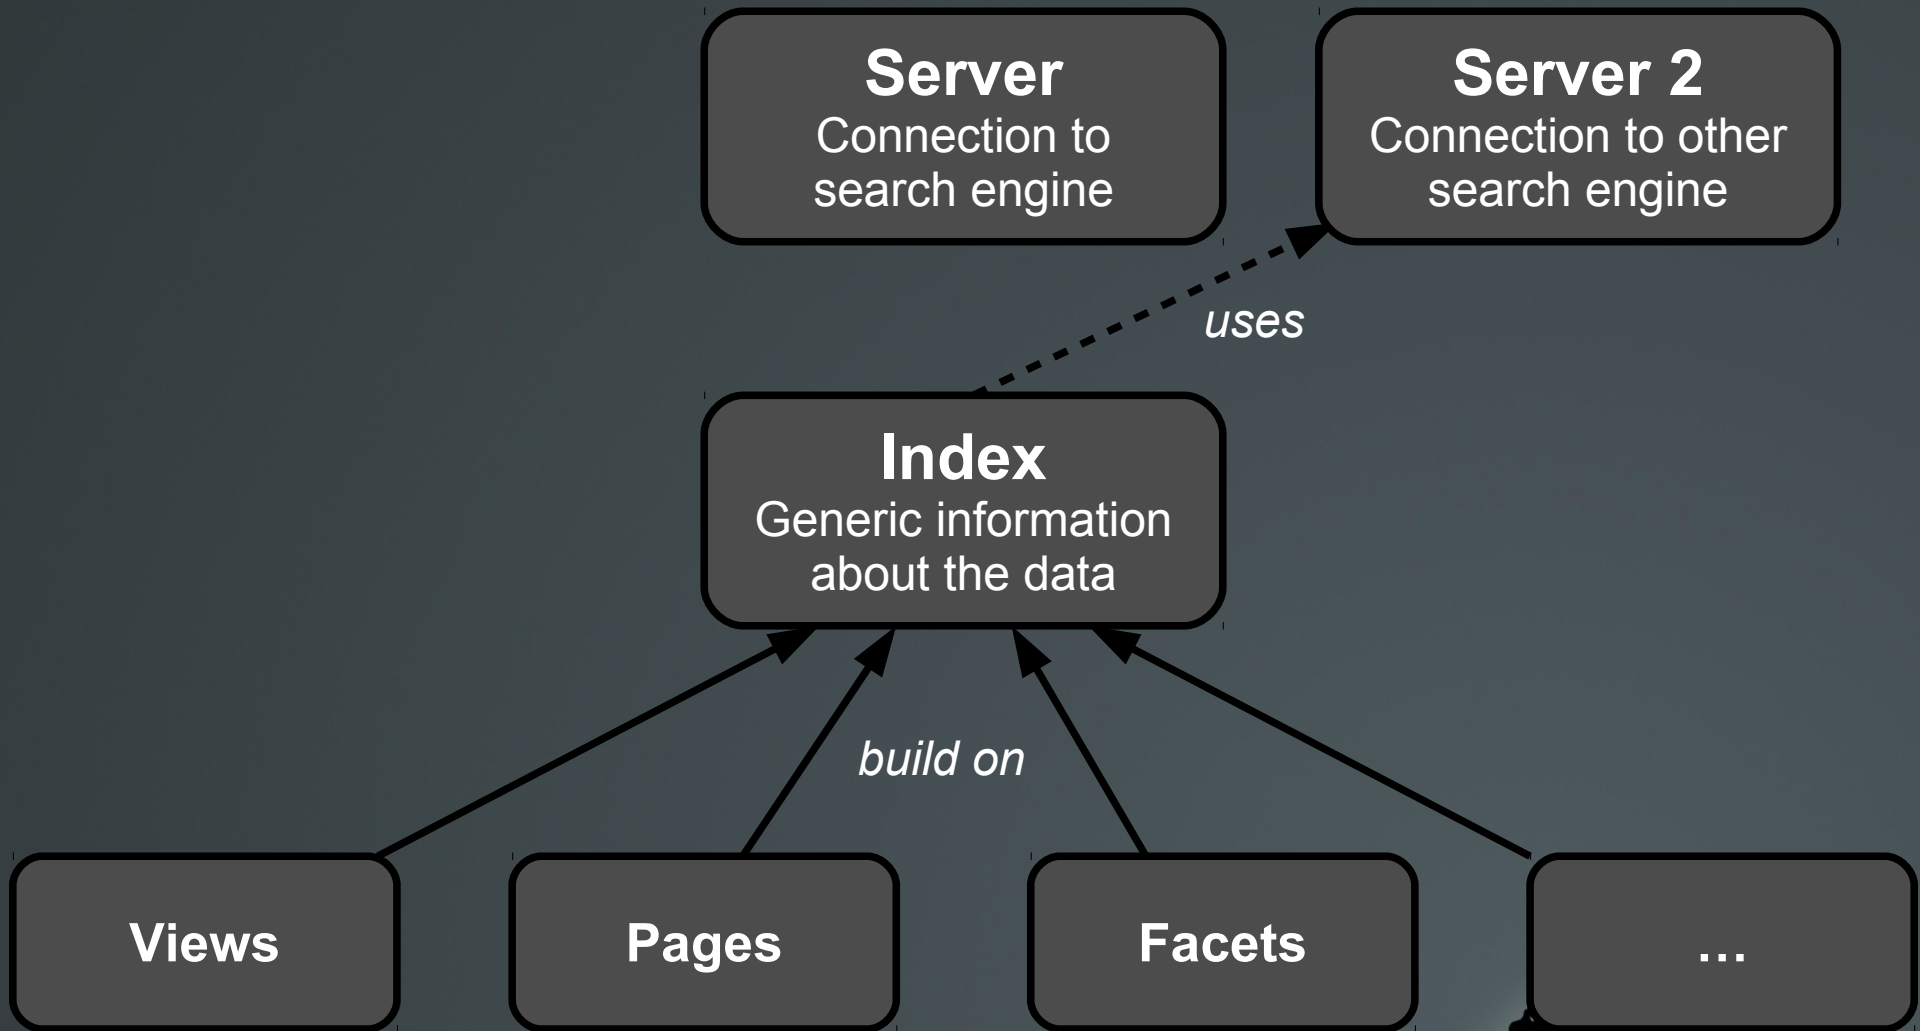 Server
Connection to
search engine
Server 2
Connection to other
search engine
uses
Index
Generic information
about the data
build on
Views
Pages
Facets
…